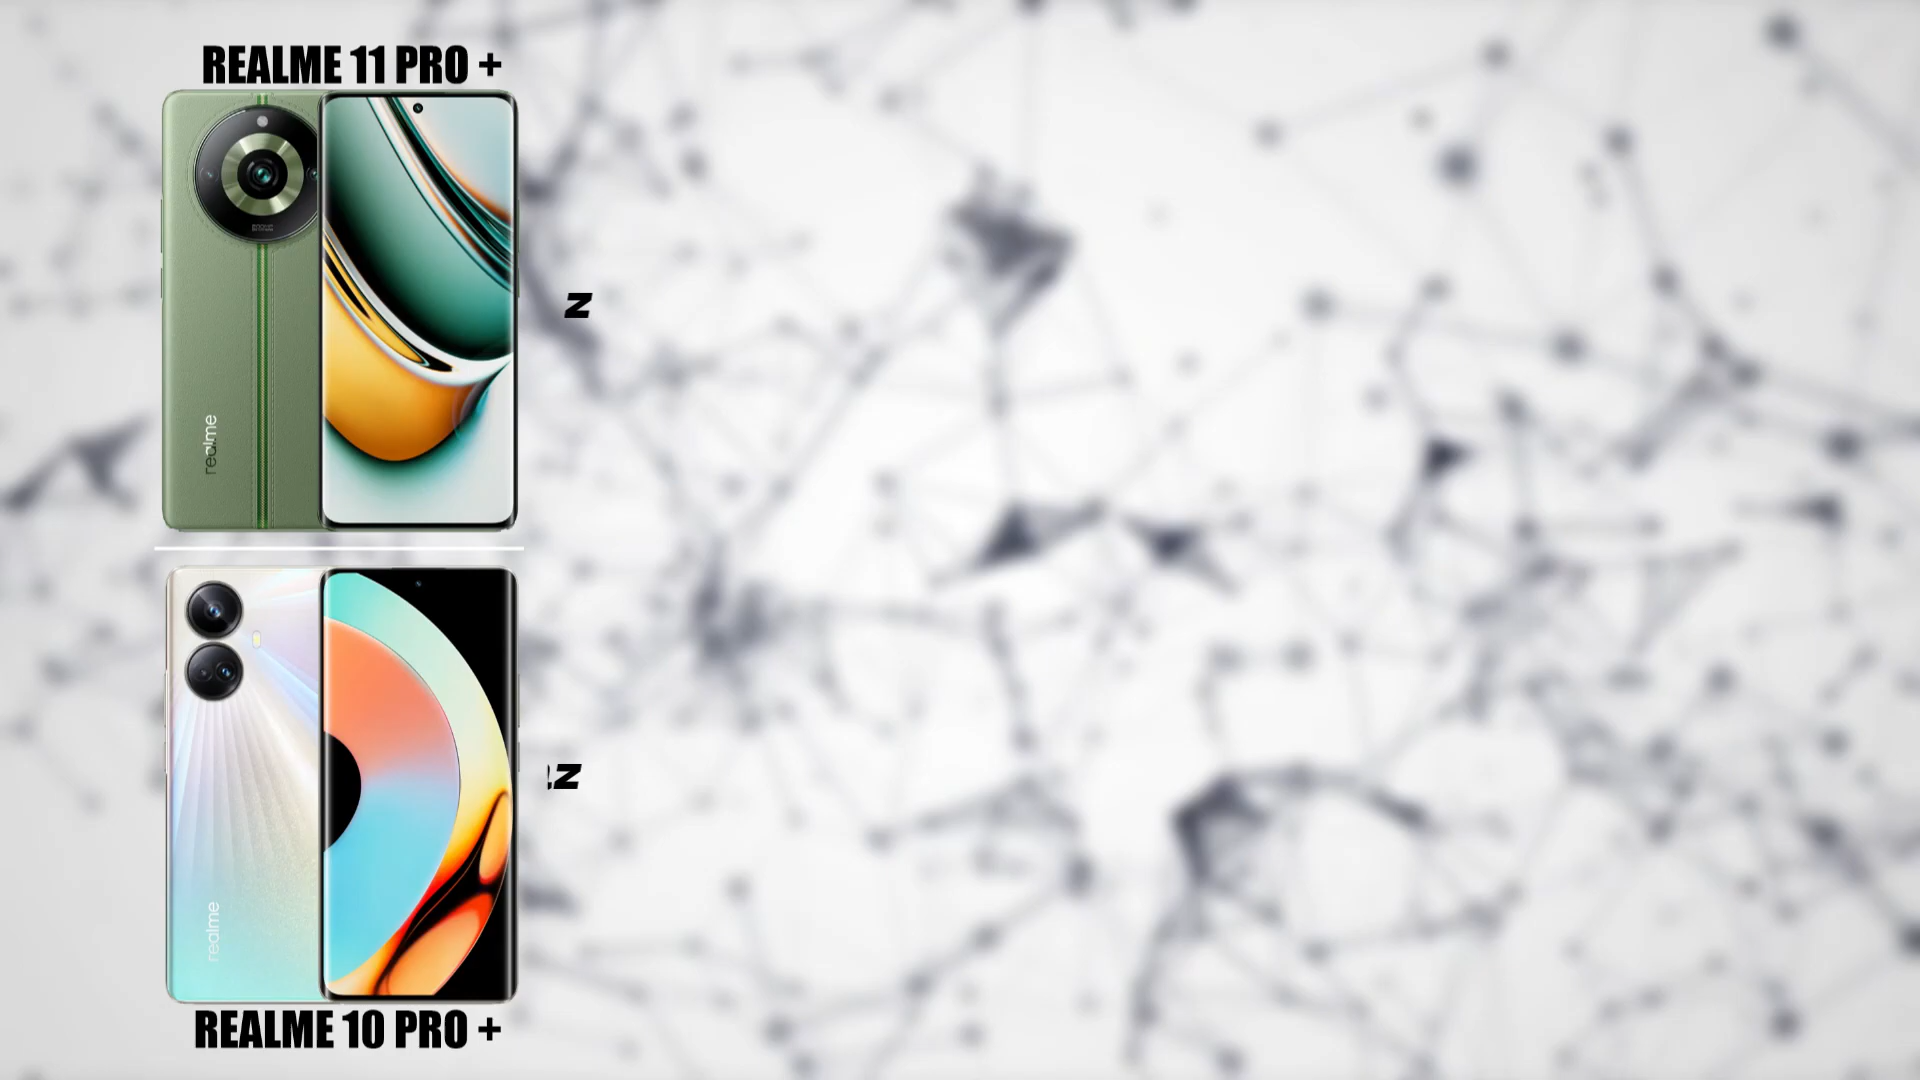 REALME 11 PRO +
realme
Z
Z
realme
REALME 10 PRO +